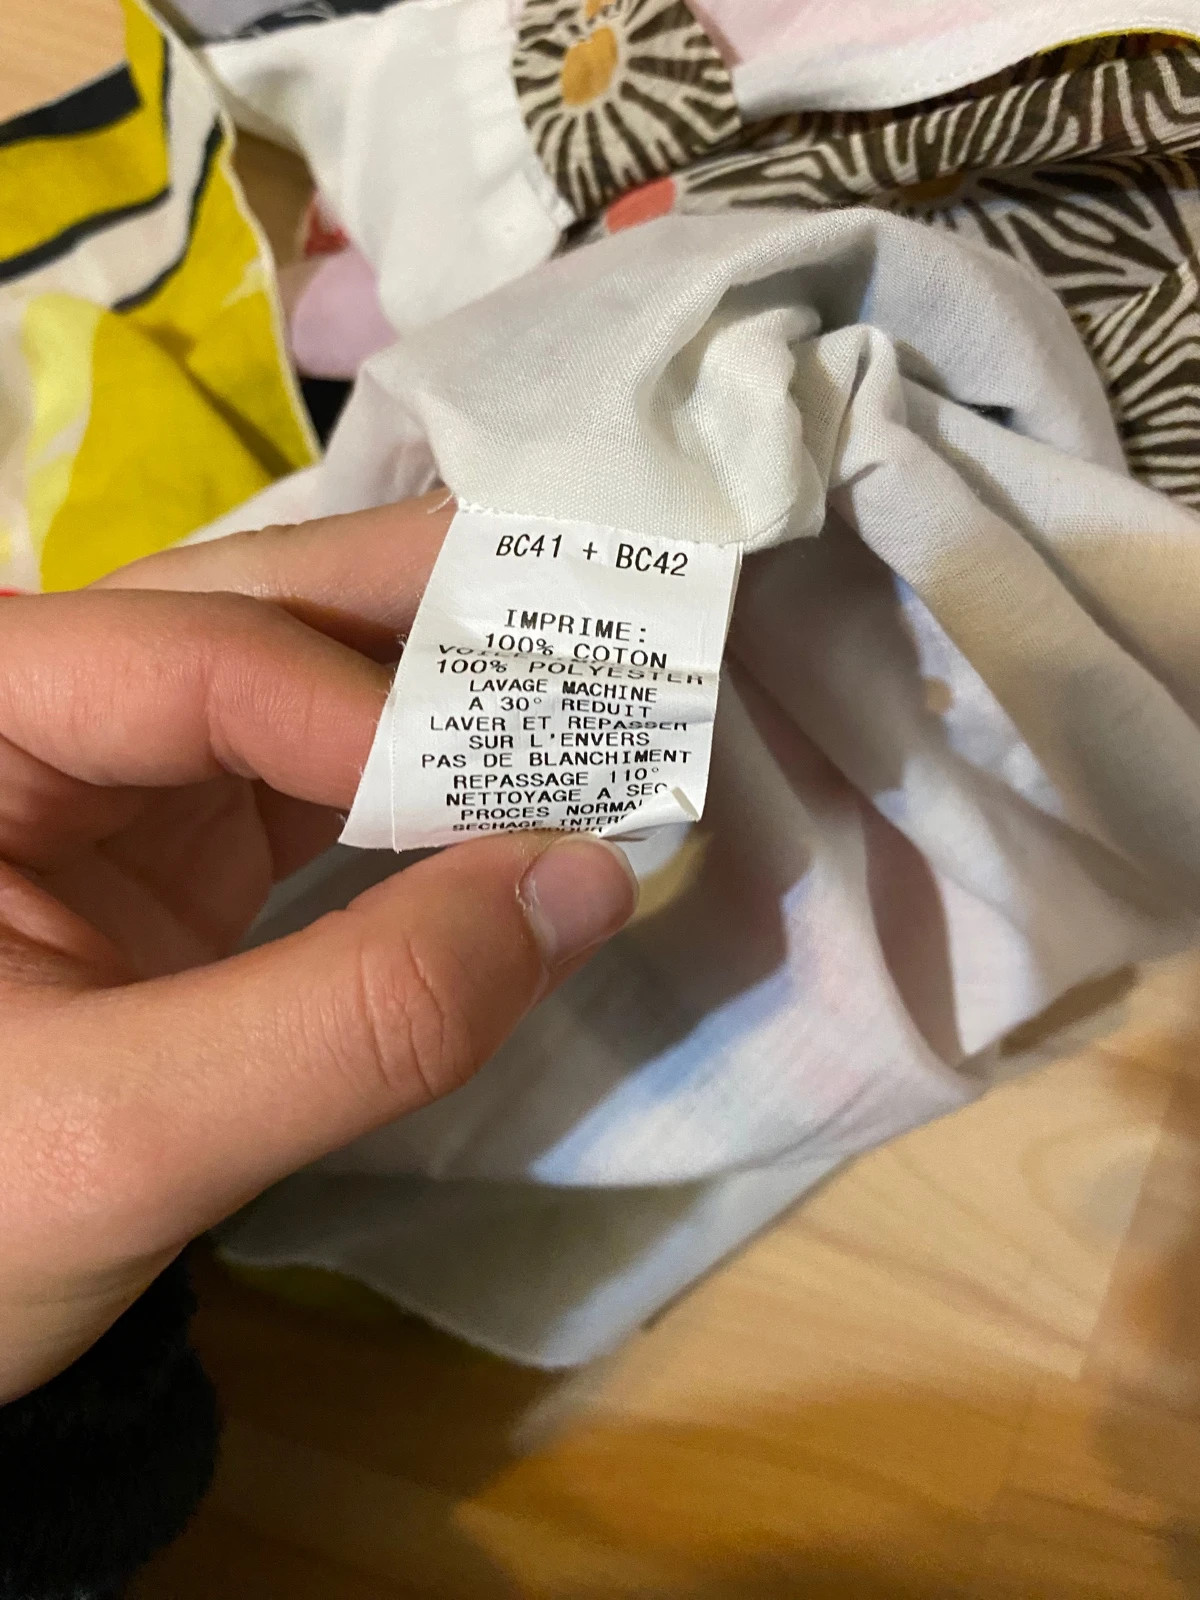 BC41 + BC42
IMPRIME:
100% COTON
100% POLYESTER
LAVAGE MACHINE
A 30° REDUIT
LAVER ET REPASSER
SUR L'ENVERS
PAS DE BLANCHIMENT
REPASSAGE 110°
NETTOYAGE A SEC
PROCES NORMAL
SECHAGE